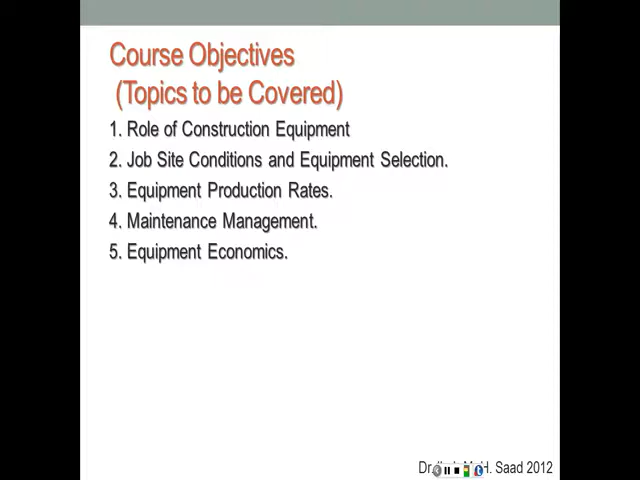 Course Objectives
(Topics to be Covered)
1. Role of Construction Equipment
2. Job Site Conditions and Equipment Selection.
3. Equipment Production Rates.
4. Maintenance Management.
5. Equipment Economics.
Dr. H. Saad 2012